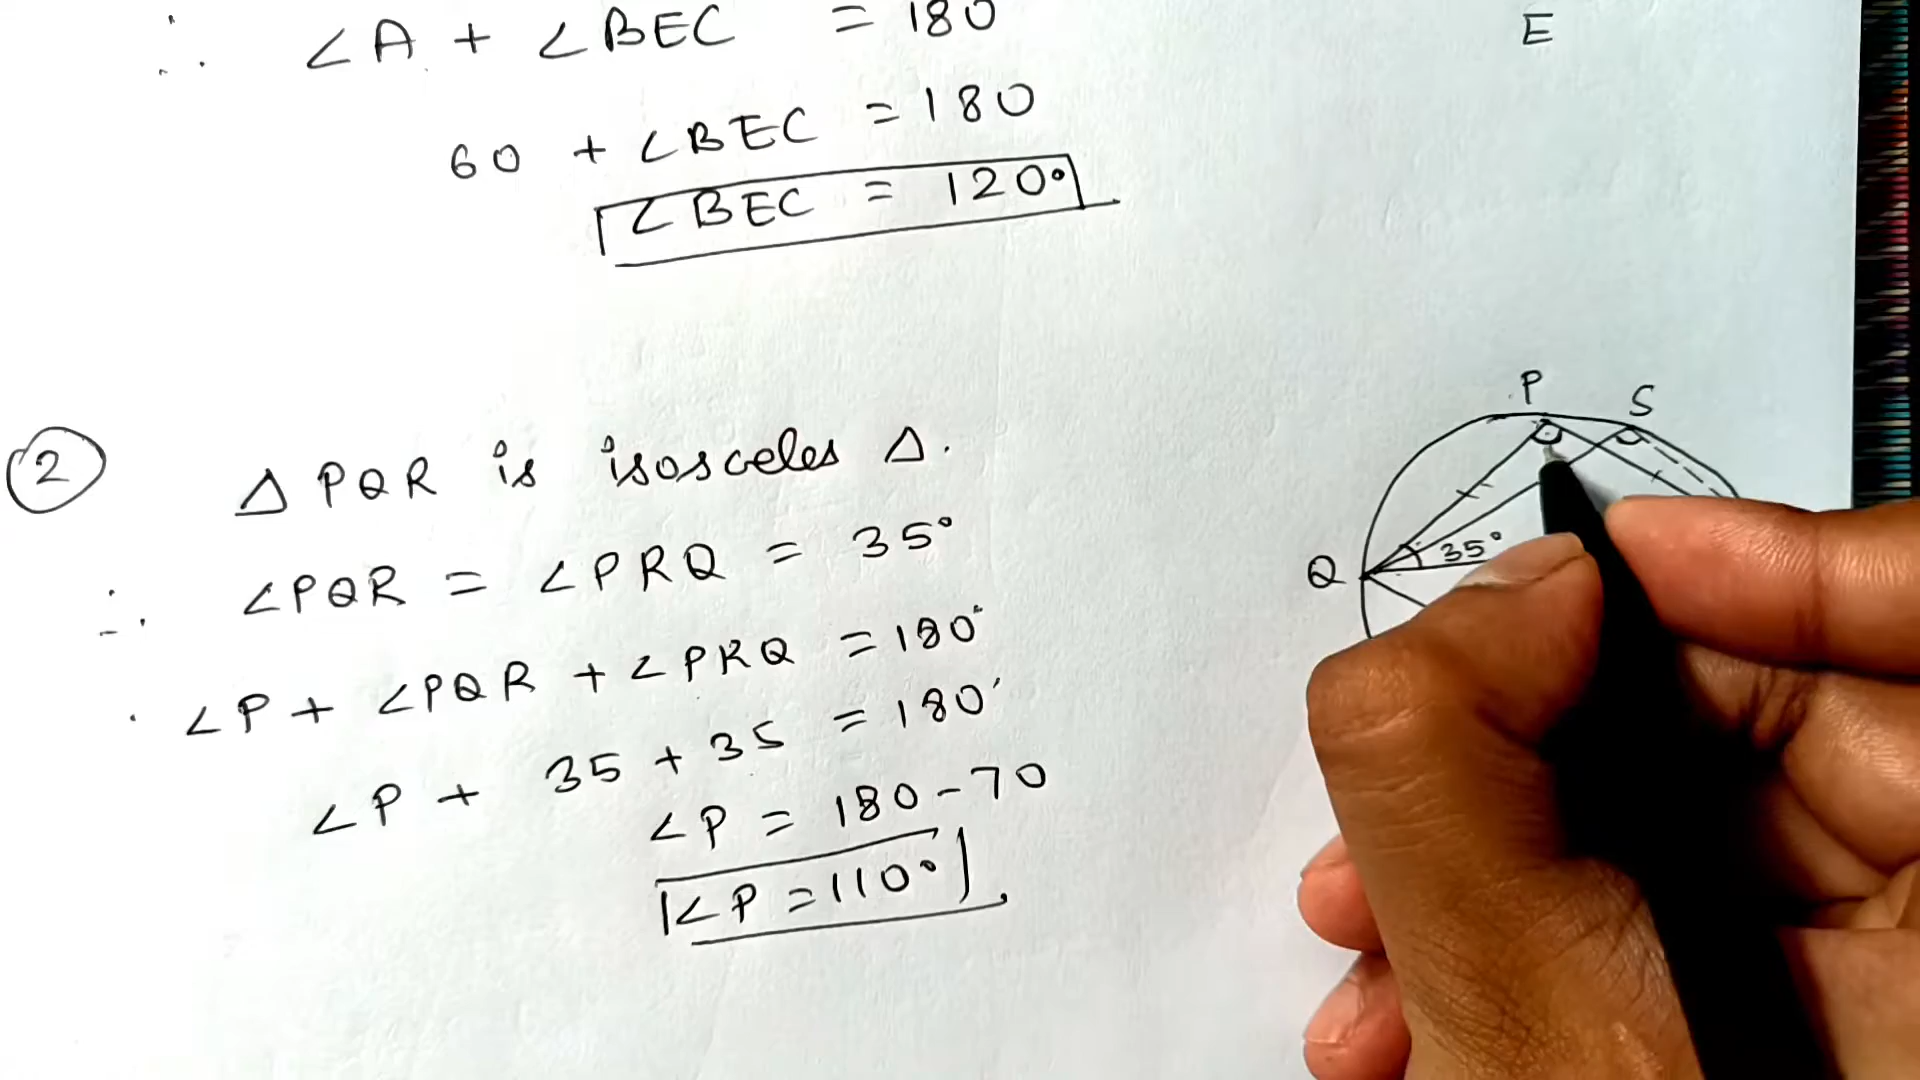 ∴ ∠A + ∠BEC = 180
60 + ∠BEC = 180
∠BEC = 120°
E
2
△ PQR is isosceles △.
∴ ∠PQR = ∠PRQ = 35°
∠P + ∠PQR + ∠PRQ = 180°
∠P + 35 + 35 = 180°
∠P = 180 - 70
∠P = 110°
P
S
Q
35°